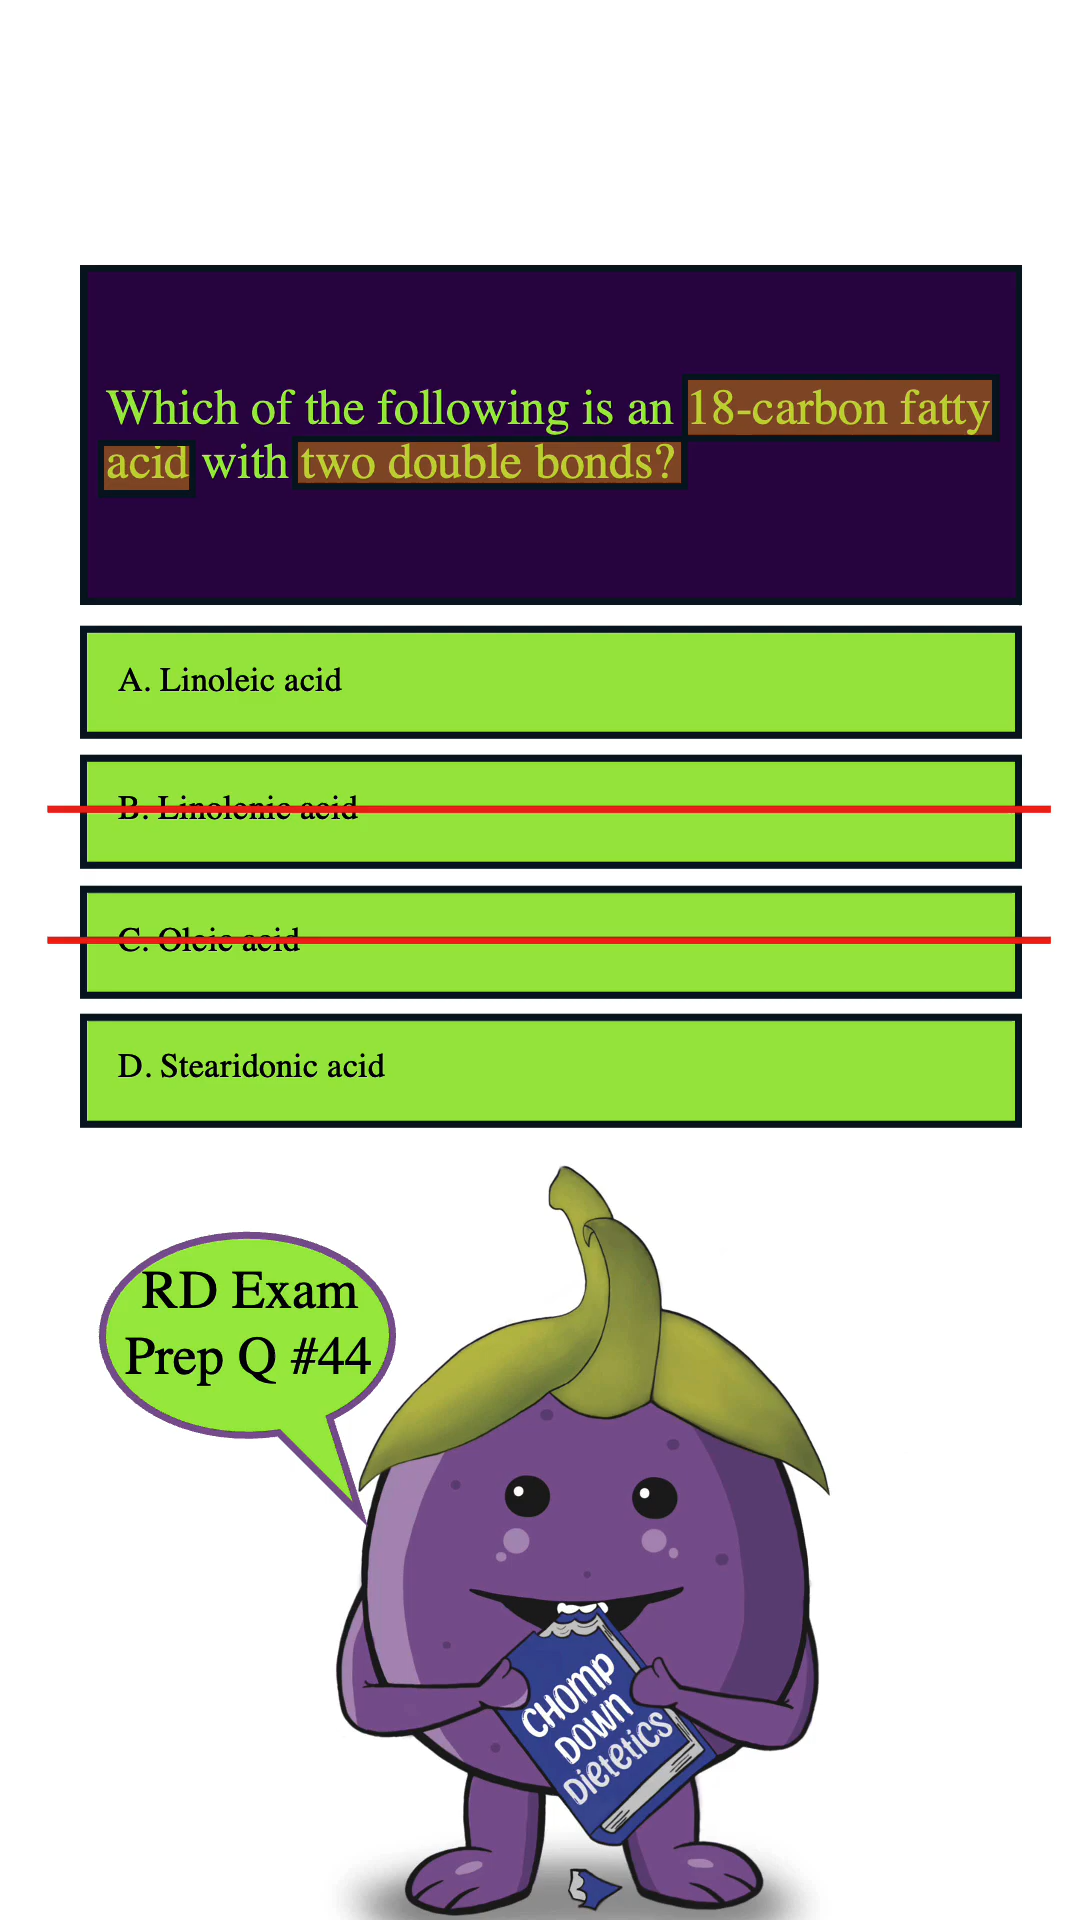 Which of the following is an 18-carbon fatty
acid with two double bonds?
A. Linoleic acid
B. Linolenic acid
C. Oleic acid
D. Stearidonic acid
RD Exam
Prep Q #44
CHOMP
DOWN
Dietetics